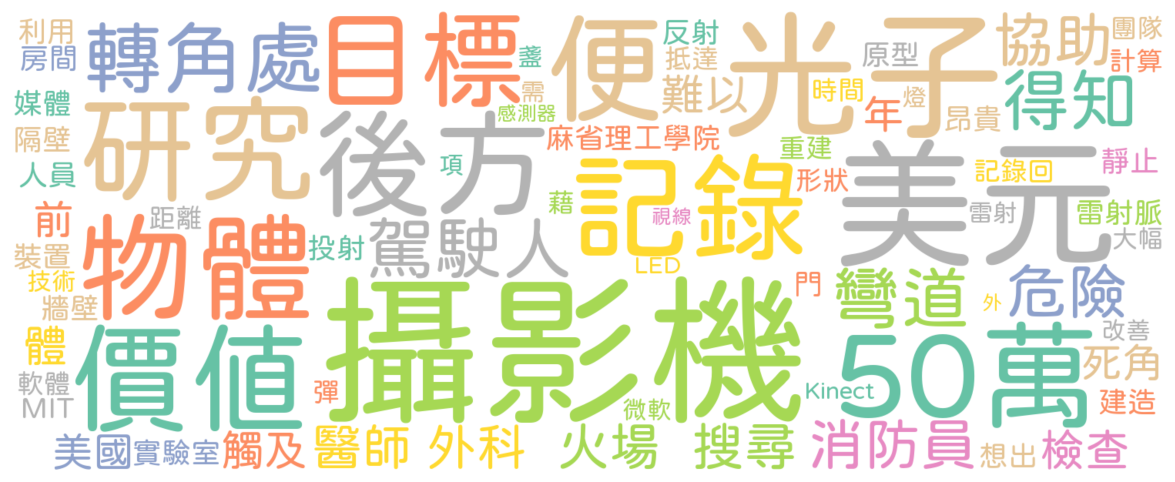 利用
房間
轉角處
目標
盞
便
反射
抵達
光子
原型
協助
團隊
計算
媒體
隔壁
人員
研究
後方
需
感測器
難以
時間
年
燈
昂貴
得知
麻省理工學院
重建
形狀
靜止
項
藉
記錄
視線
美元
記錄回
雷射
雷射脈
大幅
前
距離
裝置
技術
牆壁
物體
投射
駕駛人
LED
門
彎道
外
危險
改善
體
軟體
MIT
價值
彈
攝影機
微軟
Kinect
50萬
死角
建造
美國
實驗室
觸及
醫師
外科
火場
搜尋
消防員
想出
檢查